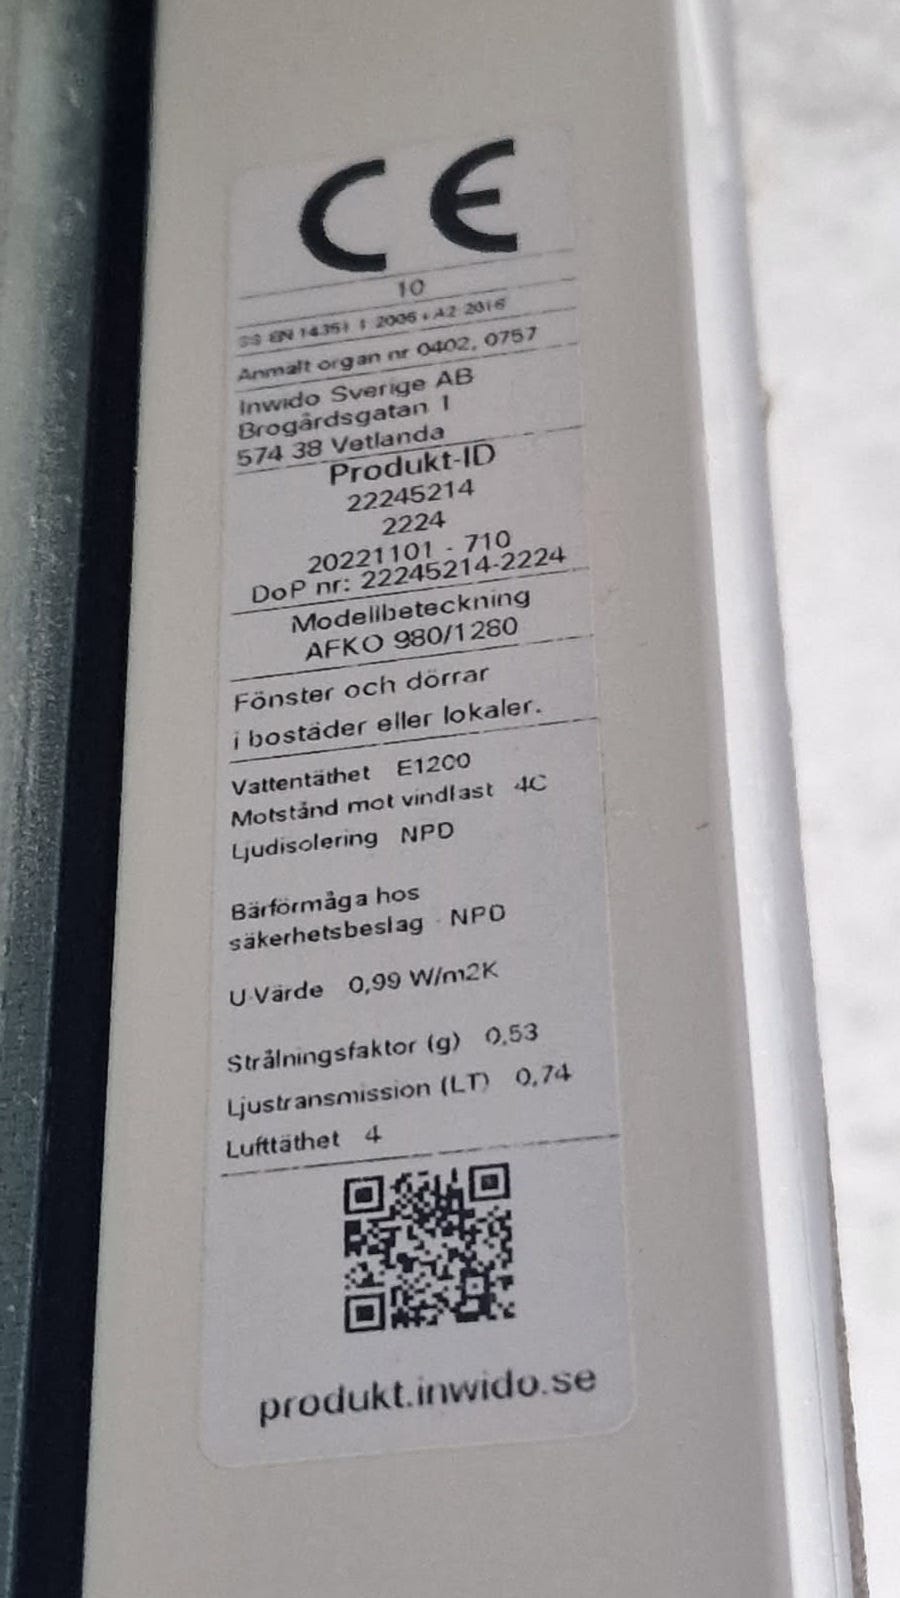 CE
10
SS EN 14351-1:2006+A2:2016
Anmält organ nr 0402, 0757
Inwido Sverige AB
Brogårdsgatan 1
574 38 Vetlanda
Produkt-ID
22245214
2224
20221101 - 710
DoP nr: 22245214-2224
Modellbeteckning
AFKO 980/1280
Fönster och dörrar
i bostäder eller lokaler.
Vattentäthet E1200
Motstånd mot vindlast 4C
Ljudisolering NPD
Bärförmåga hos
säkerhetsbeslag NPD
U-Värde 0,99 W/m2K
Strålningsfaktor (g) 0,53
Ljustransmission (LT) 0,74
Lufttäthet 4
produkt.inwido.se